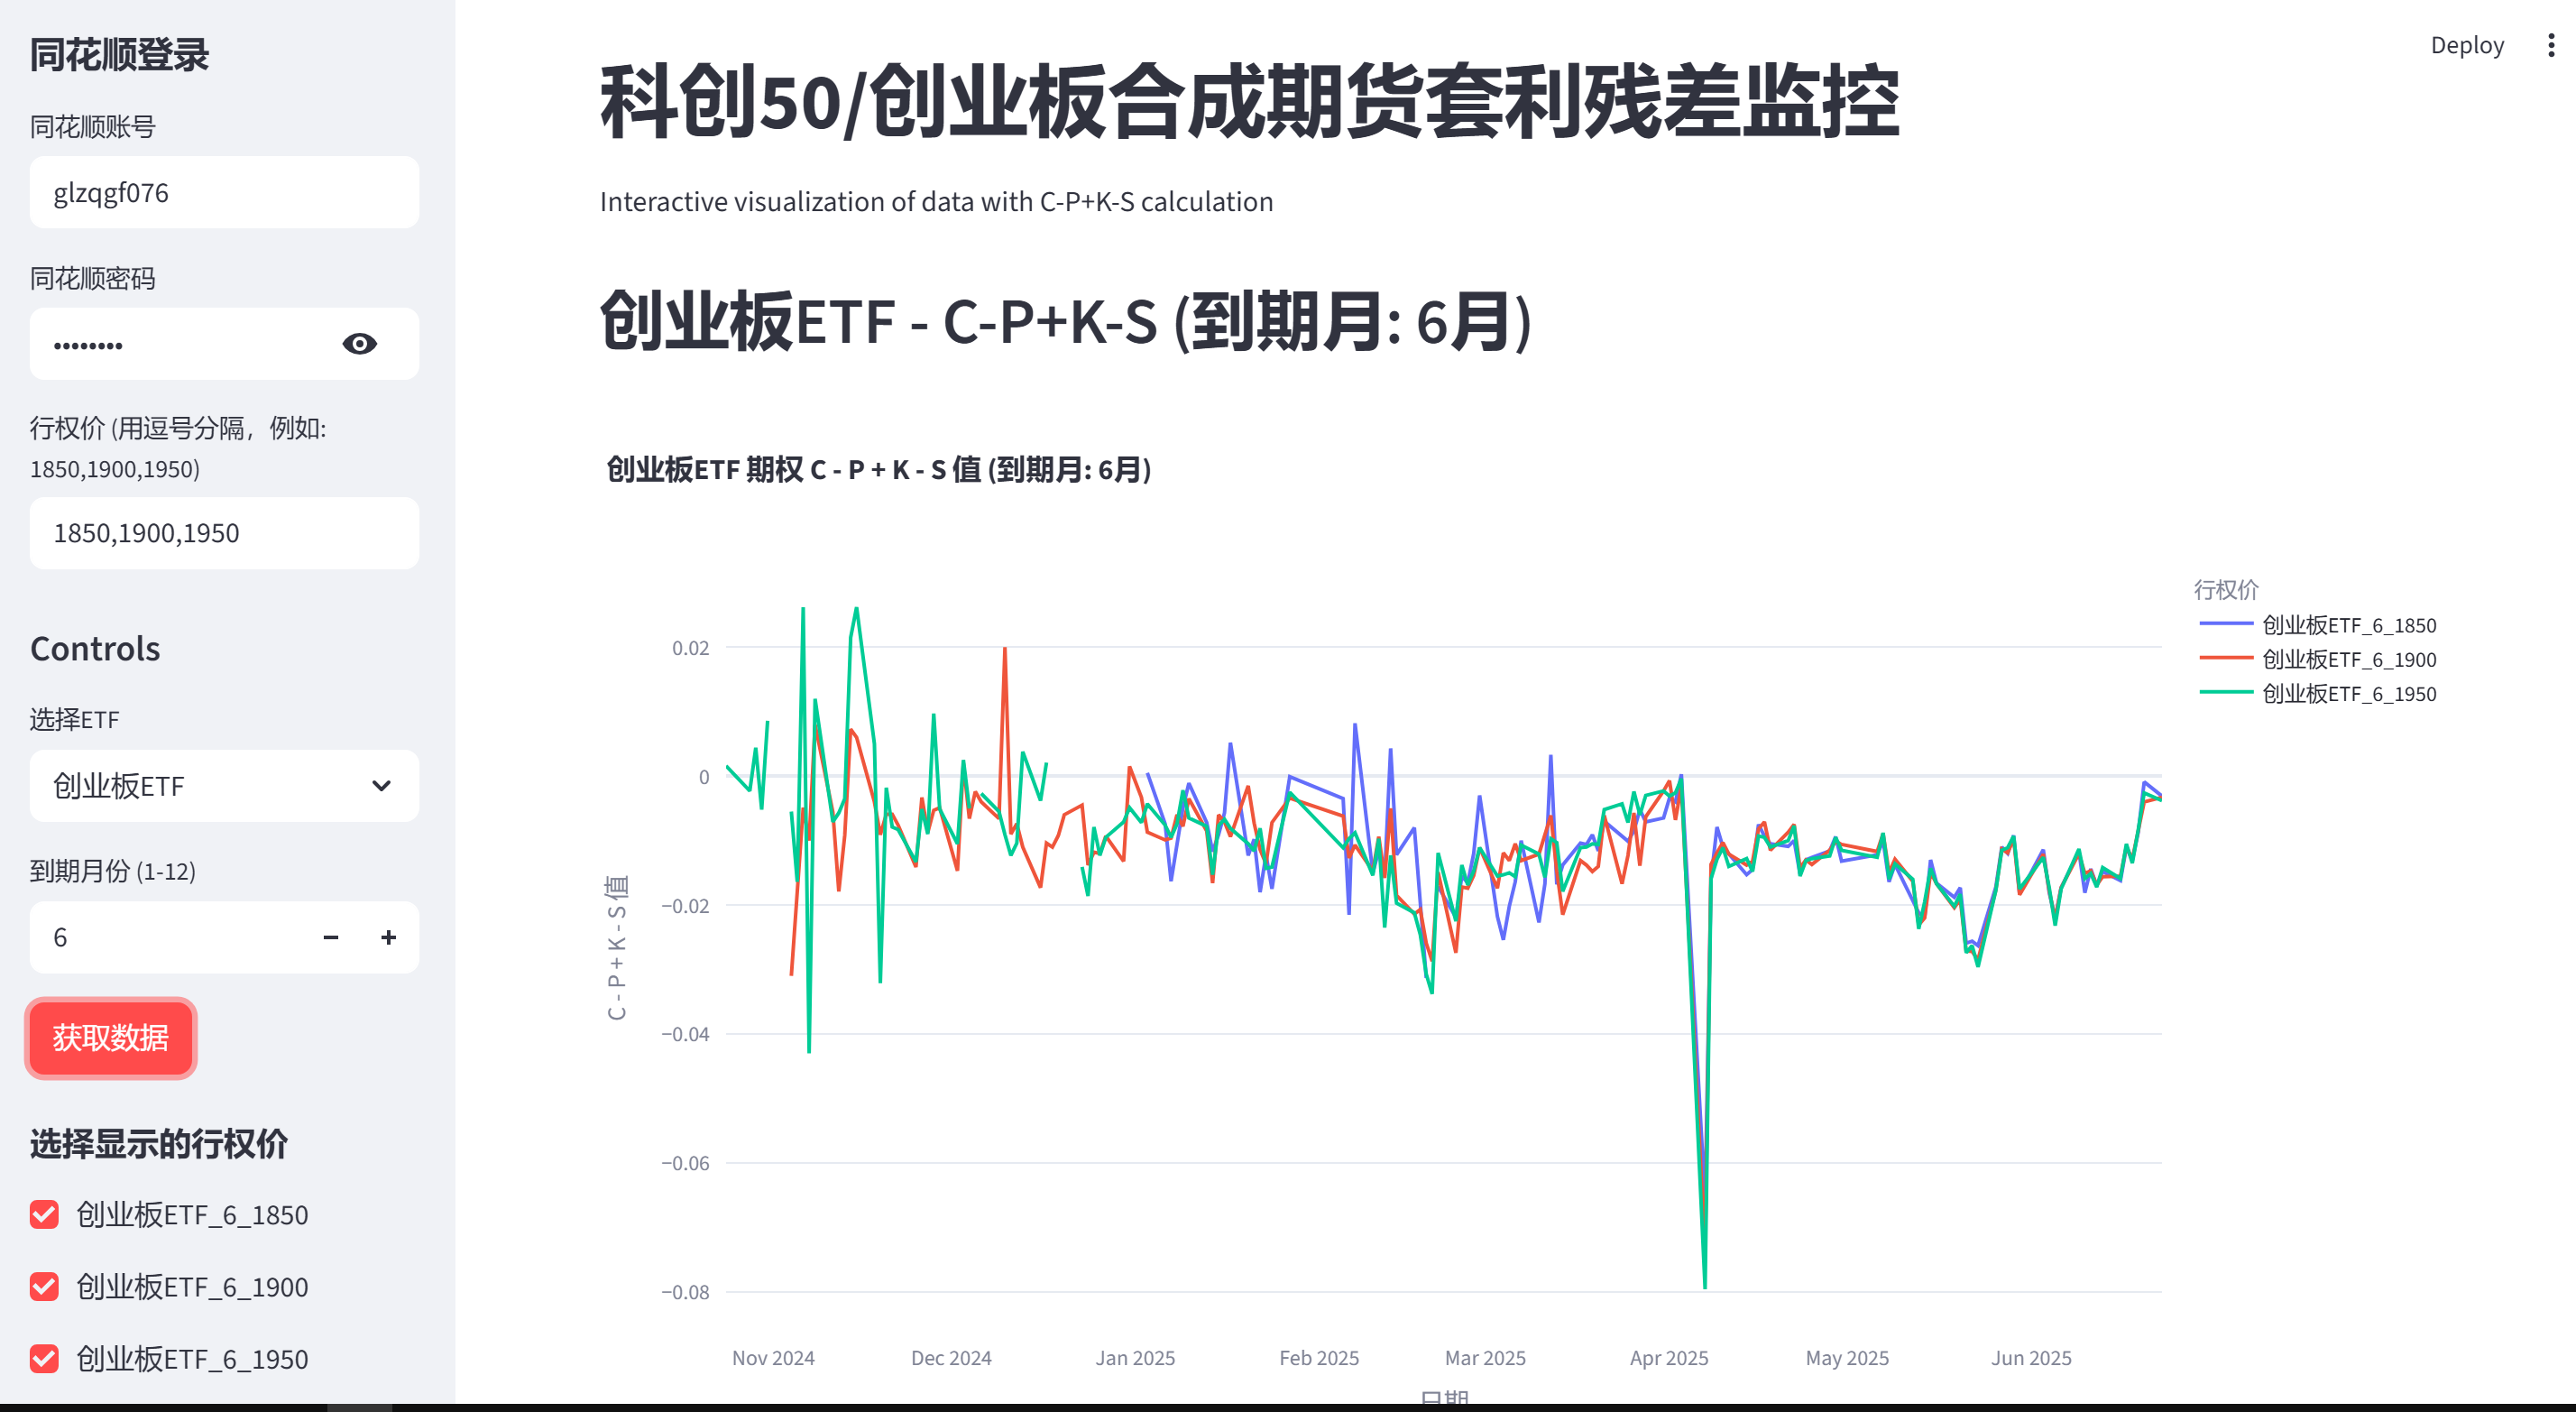 同花顺登录
同花顺账号
glzqgf076
同花顺密码
••••••••
行权价 (用逗号分隔，例如:
1850,1900,1950)
1850,1900,1950
Controls
选择ETF
创业板ETF
到期月份 (1-12)
6
获取数据
选择显示的行权价
创业板ETF_6_1850
创业板ETF_6_1900
创业板ETF_6_1950
Deploy
科创50/创业板合成期货套利残差监控
Interactive visualization of data with C-P+K-S calculation
创业板ETF - C-P+K-S (到期月: 6月)
创业板ETF 期权 C - P + K - S 值 (到期月: 6月)
行权价
创业板ETF_6_1850
创业板ETF_6_1900
创业板ETF_6_1950
C - P + K - S 值
0.02
0
−0.02
−0.04
−0.06
−0.08
Nov 2024
Dec 2024
Jan 2025
Feb 2025
Mar 2025
Apr 2025
May 2025
Jun 2025
日期